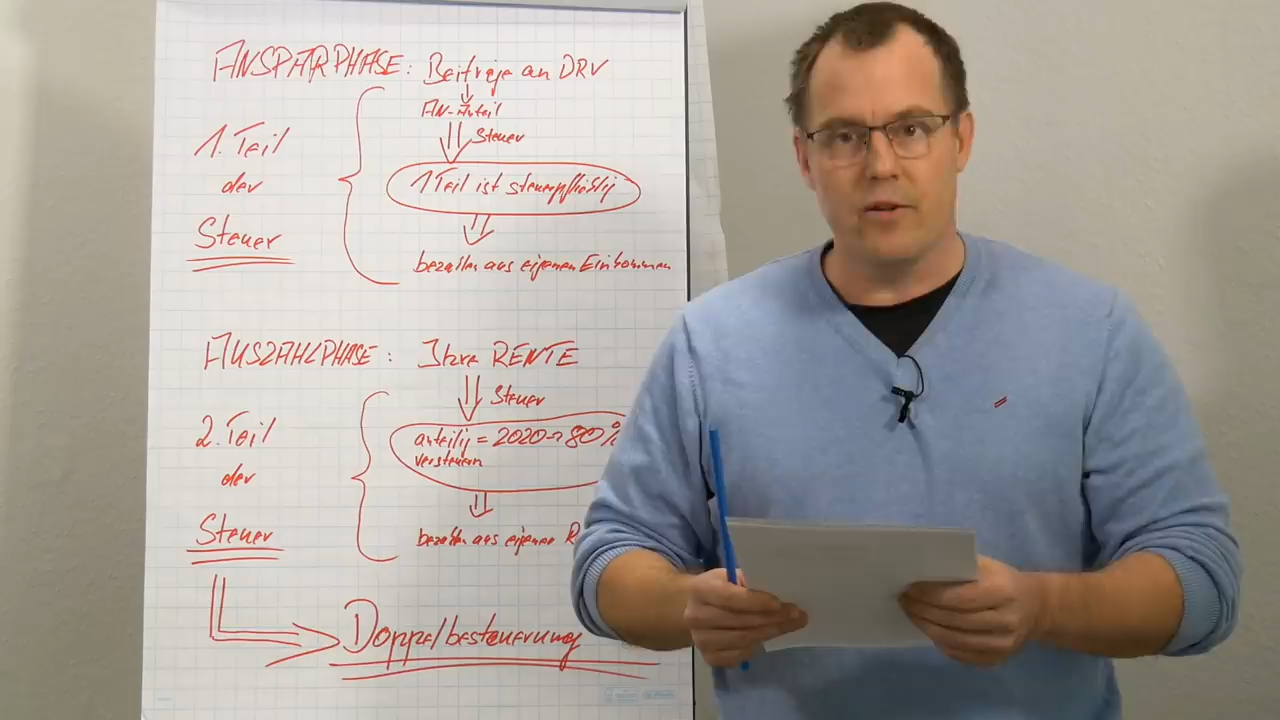 ANSPARPHASE: Beiträge an DRV
AN-Anteil
Steuer
1. Teil
der
Steuer
1 Teil ist steuerpflichtig
bezahlen aus eigenen Einkommen
AUSZAHLPHASE: Ihre RENTE
Steuer
2. Teil
der
Steuer
anteilig = 2020 → 80%
versteuern
bezahlen aus eigener R
Doppelbesteuerung